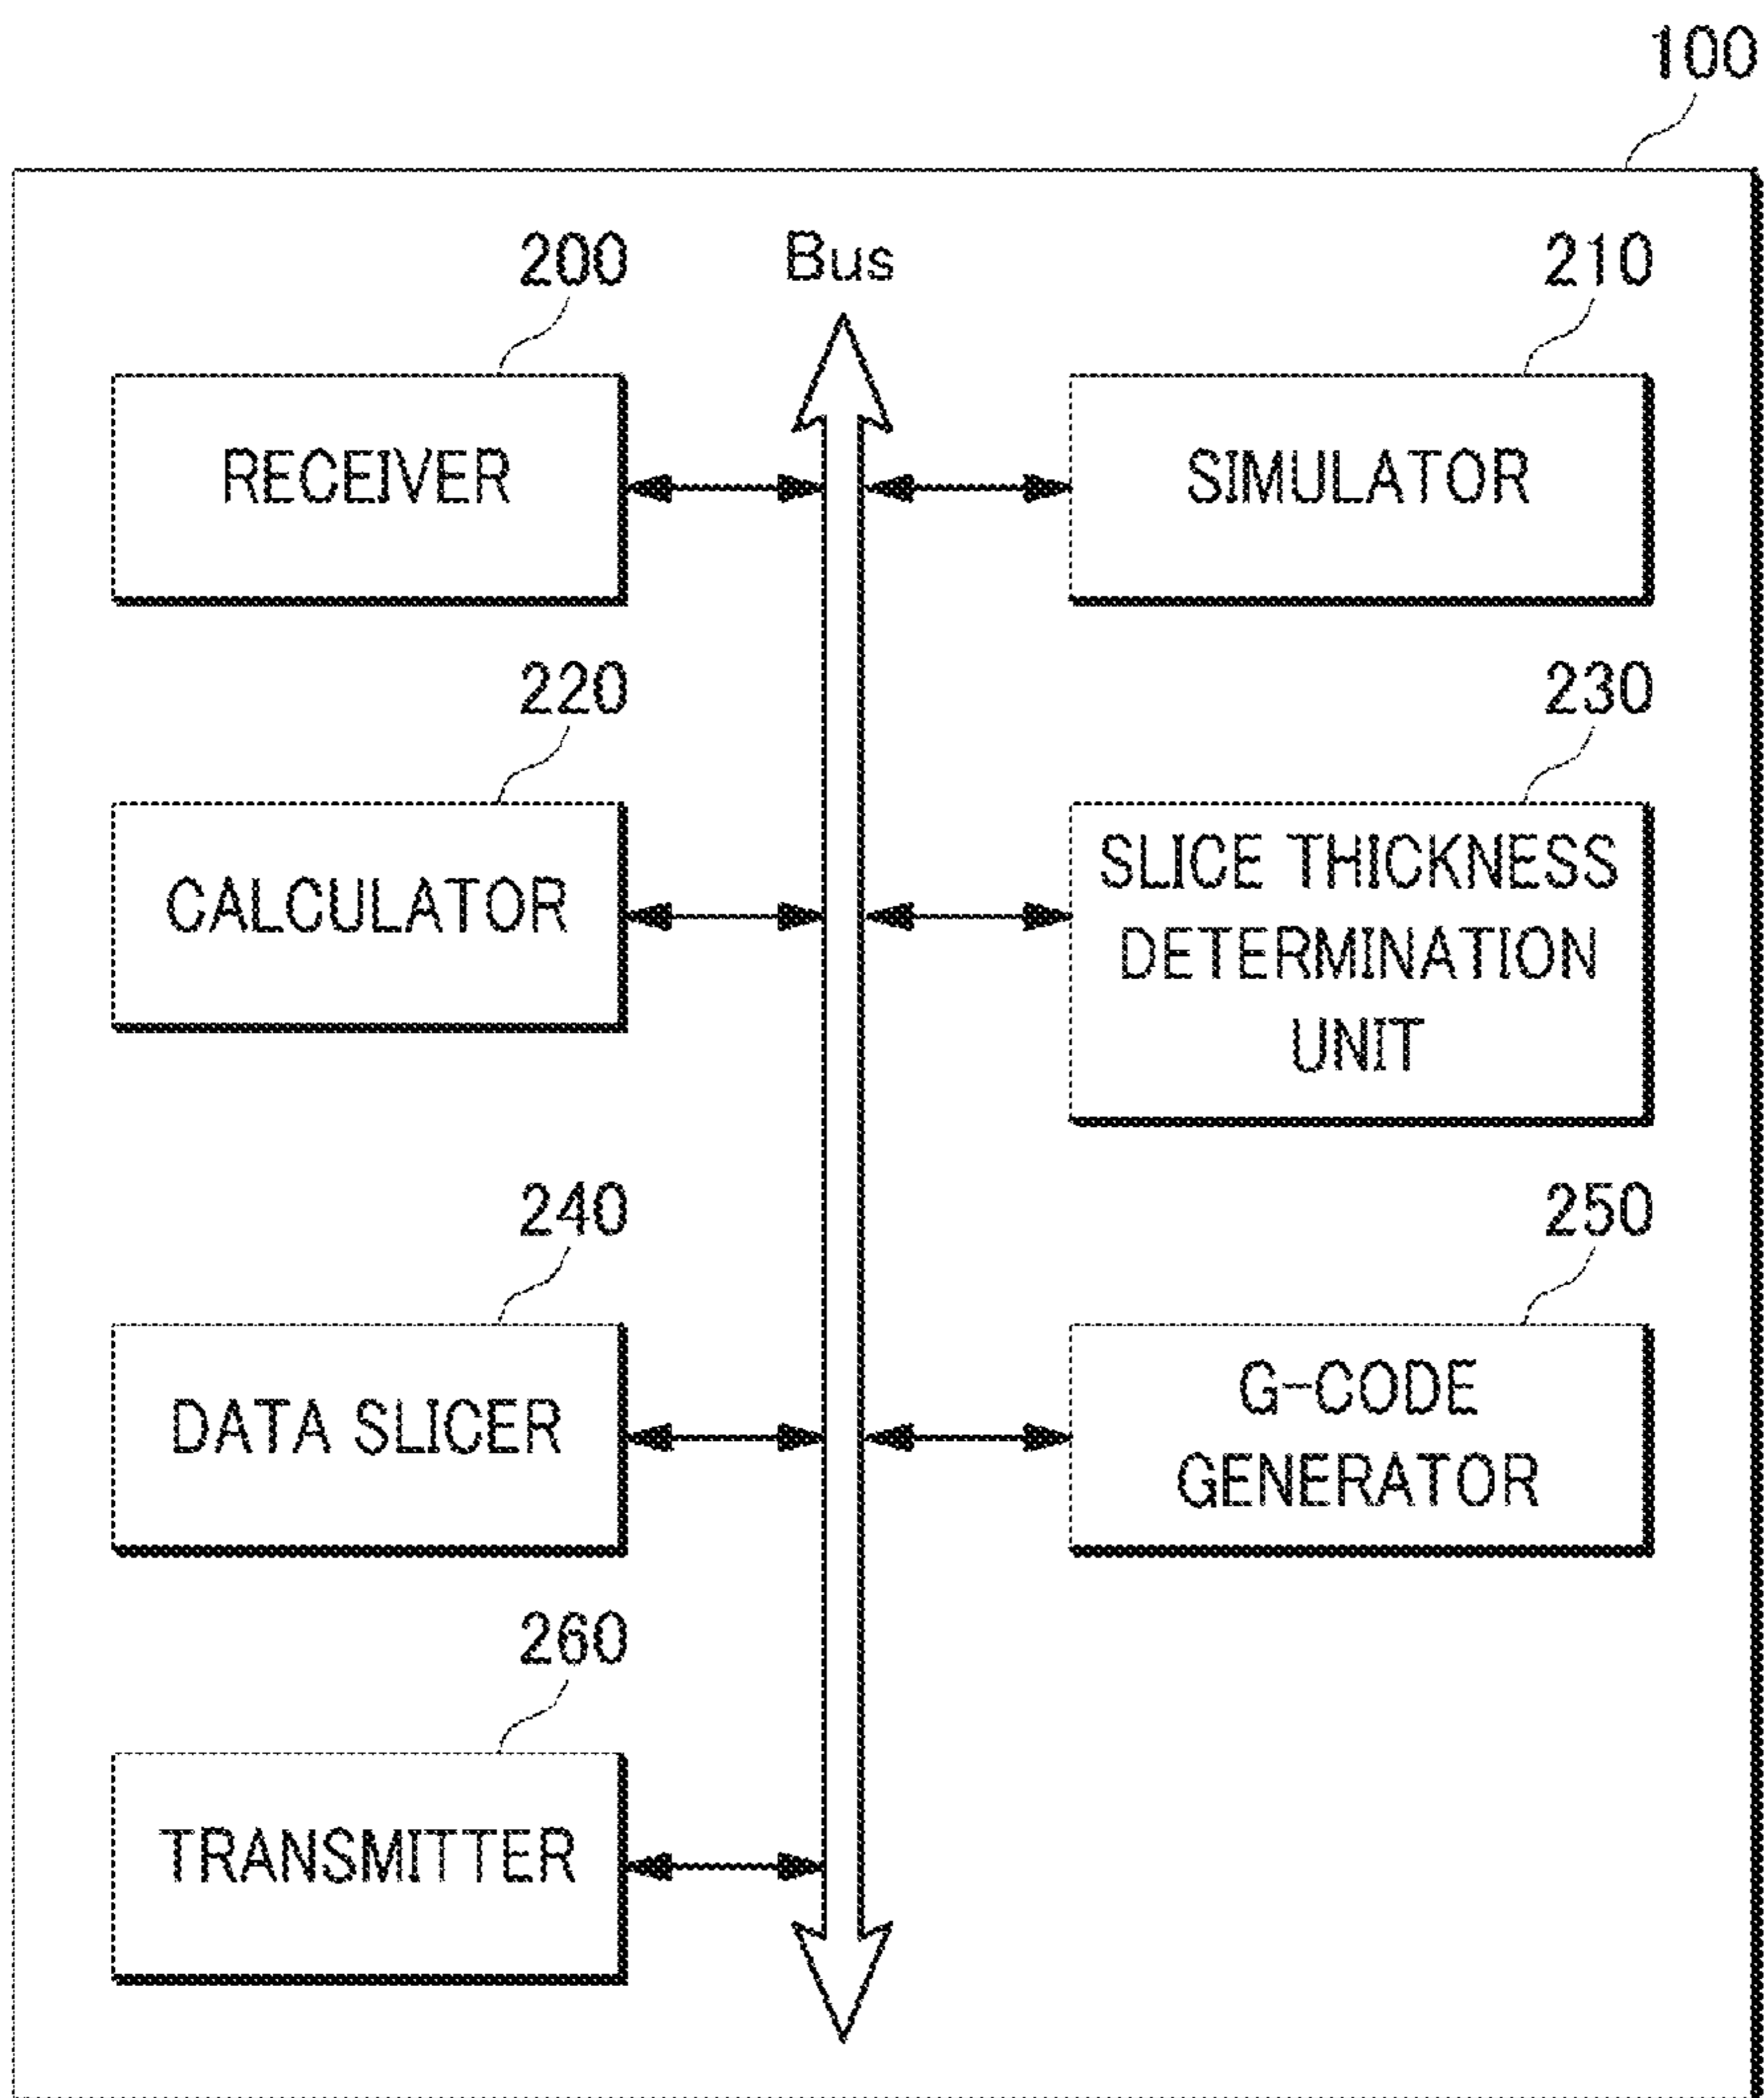 100
200
Bus
210
RECEIVER
SIMULATOR
220
230
CALCULATOR
SLICE THICKNESS
DETERMINATION
UNIT
240
250
DATA SLICER
G-CODE
GENERATOR
260
TRANSMITTER